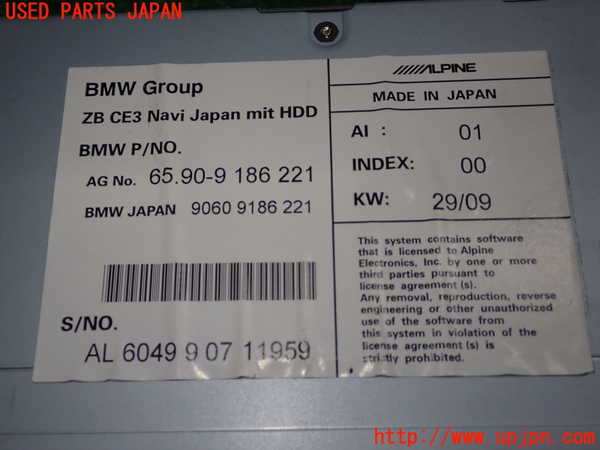 USED PARTS JAPAN
BMW Group
ZB CE3 Navi Japan mit HDD
BMW P/NO.
AG No. 65.90-9 186 221
BMW JAPAN 9060 9186 221
S/NO.
AL 6049 9 07 11959
ALPINE
MADE IN JAPAN
AI : 01
INDEX: 00
KW: 29/09
This system contains software
that is licensed to Alpine
Electronics, Inc. by one or more
third parties pursuant to
license agreement (s).
Any removal, reproduction, reverse
engineering or other unauthorized
use of the software from
this system in violation of the
license agreement (s) is
strictly prohibited.
http://www.upjpn.com/